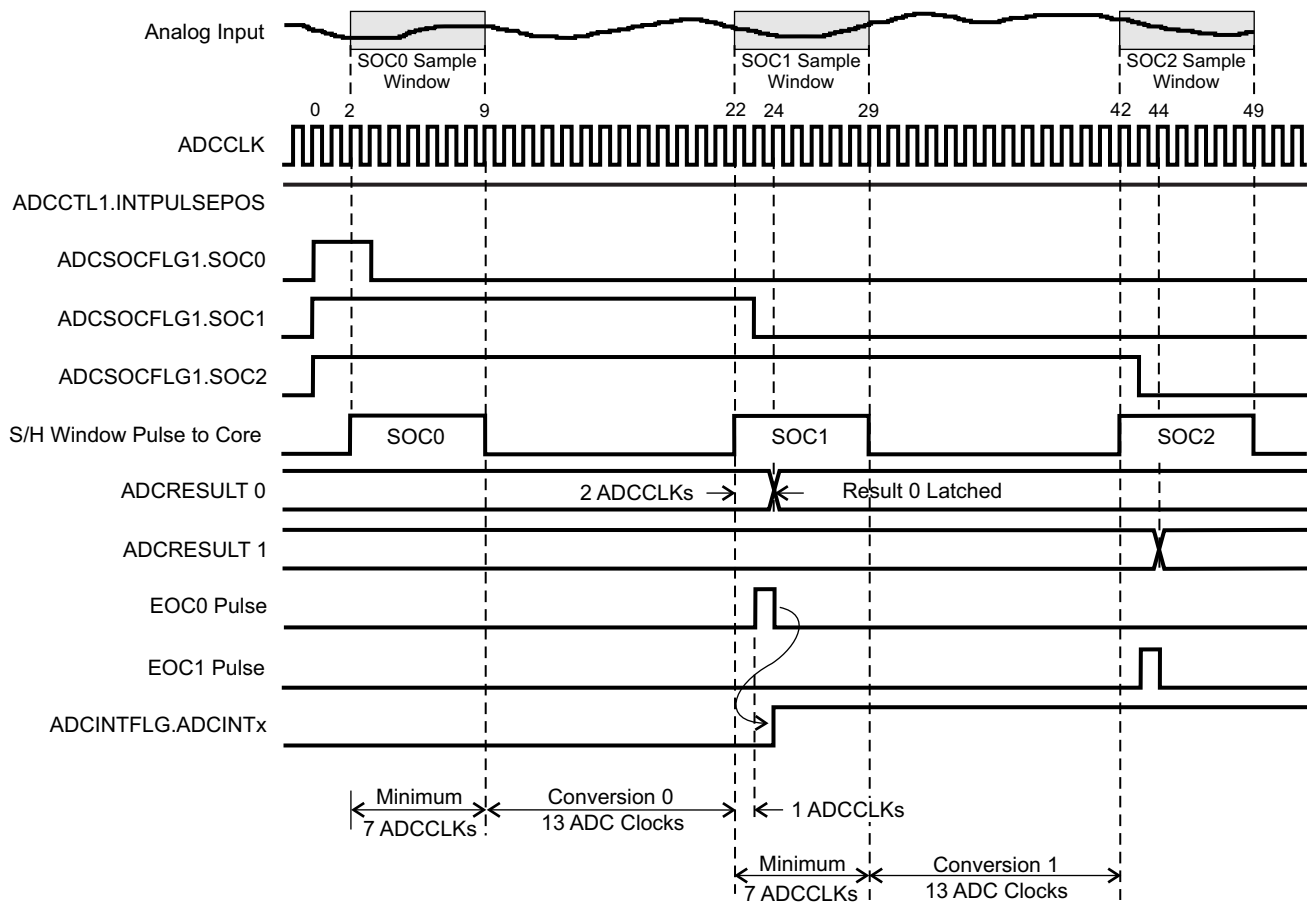 Analog Input
SOC0 Sample
Window
SOC1 Sample
Window
SOC2 Sample
Window
0 2 9 22 24 29 42 44 49
ADCCLK
ADCCTL1.INTPULSEPOS
ADCSOCFLG1.SOC0
ADCSOCFLG1.SOC1
ADCSOCFLG1.SOC2
S/H Window Pulse to Core SOC0 SOC1 SOC2
ADCRESULT 0 2 ADCCLKs Result 0 Latched
ADCRESULT 1
EOC0 Pulse
EOC1 Pulse
ADCINTFLG.ADCINTx
Minimum
7 ADCCLKs
Conversion 0
13 ADC Clocks
1 ADCCLKs
Minimum
7 ADCCLKs
Conversion 1
13 ADC Clocks